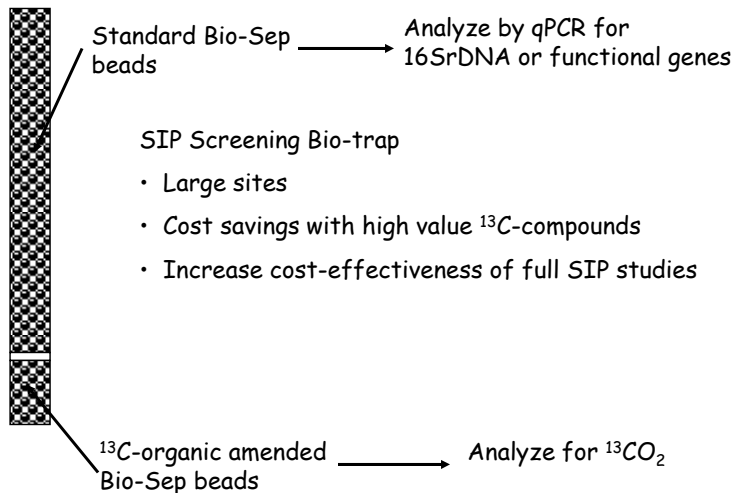 Standard Bio-Sep
beads
Analyze by qPCR for
16SrDNA or functional genes
SIP Screening Bio-trap
• Large sites
• Cost savings with high value ¹³C-compounds
• Increase cost-effectiveness of full SIP studies
¹³C-organic amended
Bio-Sep beads
Analyze for ¹³CO₂